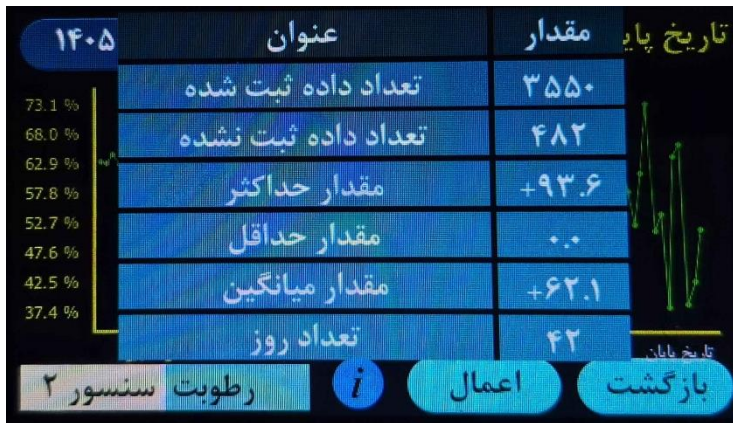 تاریخ پایا
۱۴۰۵
عنوان مقدار
تعداد داده ثبت شده ۳۵۵۰
تعداد داده ثبت نشده ۴۸۲
مقدار حداکثر +۹۳.۶
مقدار حداقل ۰.۰
مقدار میانگین +۶۲.۱
تعداد روز ۴۲
73.1 %
68.0 %
62.9 %
57.8 %
52.7 %
47.6 %
42.5 %
37.4 %
تاریخ پایان
بازگشت
اعمال
i
رطوبت سنسور ۲